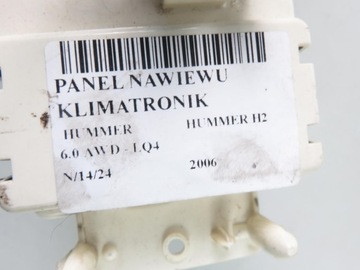 PANEL NAWIEWU
KLIMATRONIK
HUMMER HUMMER H2
6.0 AWD - LQ4
N/14/24 2006